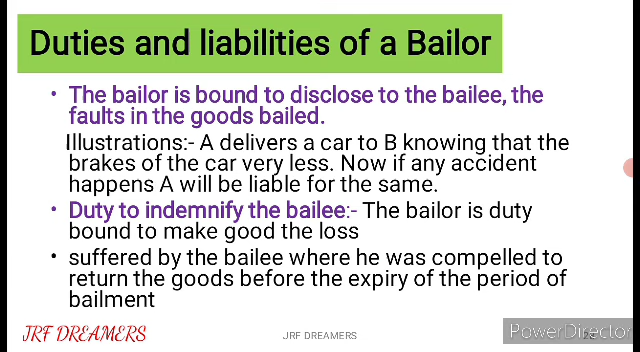 Duties and liabilities of a Bailor
• The bailor is bound to disclose to the bailee, the
faults in the goods bailed.
Illustrations:- A delivers a car to B knowing that the
brakes of the car very less. Now if any accident
happens A will be liable for the same.
• Duty to indemnify the bailee:- The bailor is duty
bound to make good the loss
• suffered by the bailee where he was compelled to
return the goods before the expiry of the period of
bailment
JRF DREAMERS
JRF DREAMERS
PowerDirector